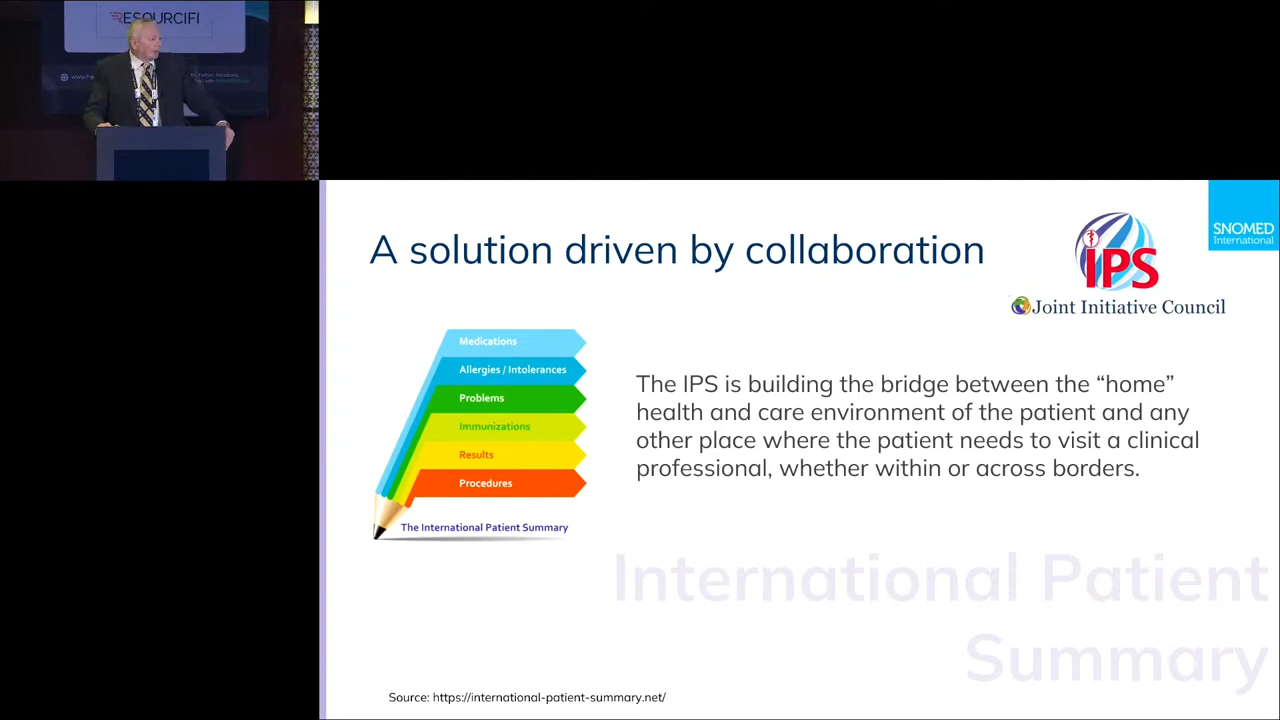 RESOURCIFI
A solution driven by collaboration
IPS
Joint Initiative Council
SNOMED
International
Medications
Allergies / Intolerances
Problems
Immunizations
Results
Procedures
The International Patient Summary
The IPS is building the bridge between the “home”
health and care environment of the patient and any
other place where the patient needs to visit a clinical
professional, whether within or across borders.
International Patient
Summary
Source: https://international-patient-summary.net/